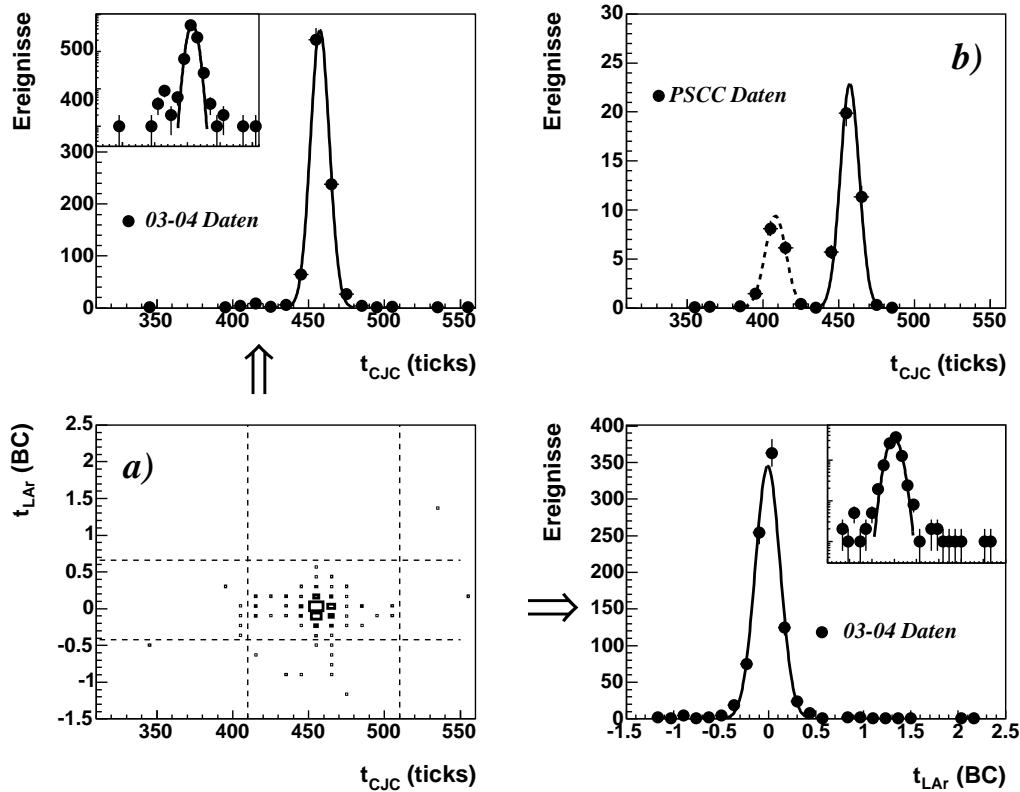 Ereignisse
500
400
300
200
100
0
03-04 Daten
350 400 450 500 550
t_CJC (ticks)
Ereignisse
30
25
20
15
10
5
0
b)
PSCC Daten
350 400 450 500 550
t_CJC (ticks)
t_LAr (BC)
2.5
2
1.5
1
0.5
0
-0.5
-1
-1.5
a)
350 400 450 500 550
t_CJC (ticks)
Ereignisse
400
350
300
250
200
150
100
50
0
03-04 Daten
-1.5 -1 -0.5 0 0.5 1 1.5 2 2.5
t_LAr (BC)